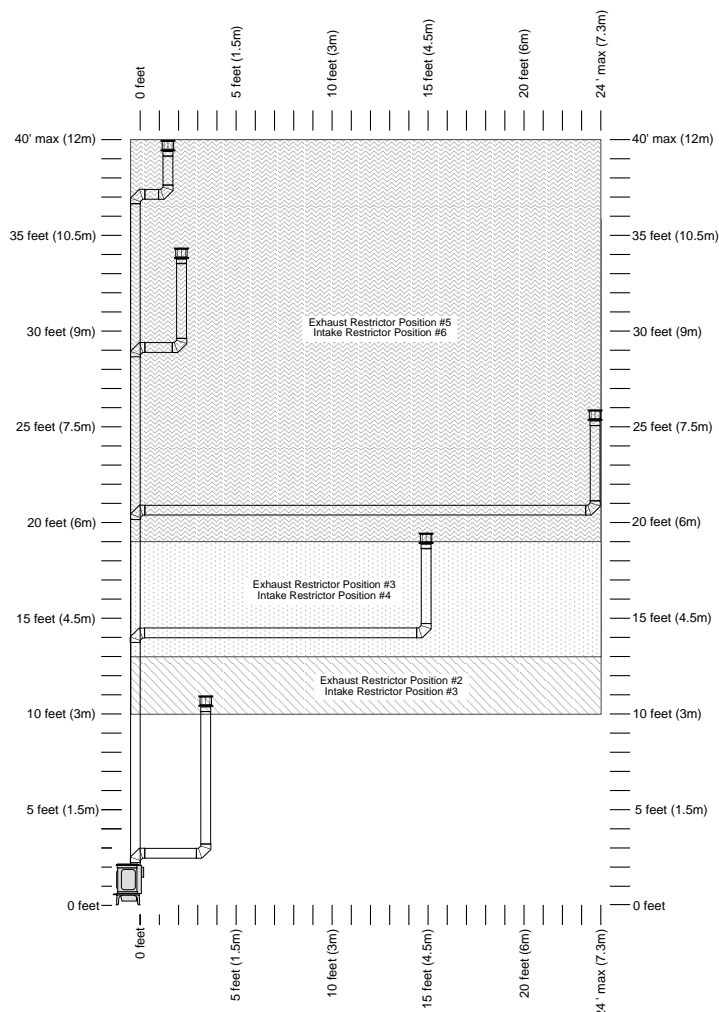 0 feet
5 feet (1.5m)
10 feet (3m)
15 feet (4.5m)
20 feet (6m)
24 ' max (7.3m)
40' max (12m)
40' max (12m)
35 feet (10.5m)
35 feet (10.5m)
Exhaust Restrictor Position #5
Intake Restrictor Position #6
30 feet (9m)
30 feet (9m)
25 feet (7.5m)
25 feet (7.5m)
20 feet (6m)
20 feet (6m)
Exhaust Restrictor Position #3
Intake Restrictor Position #4
15 feet (4.5m)
15 feet (4.5m)
Exhaust Restrictor Position #2
Intake Restrictor Position #3
10 feet (3m)
10 feet (3m)
5 feet (1.5m)
5 feet (1.5m)
0 feet
0 feet
0 feet
5 feet (1.5m)
10 feet (3m)
15 feet (4.5m)
20 feet (6m)
24 ' max (7.3m)